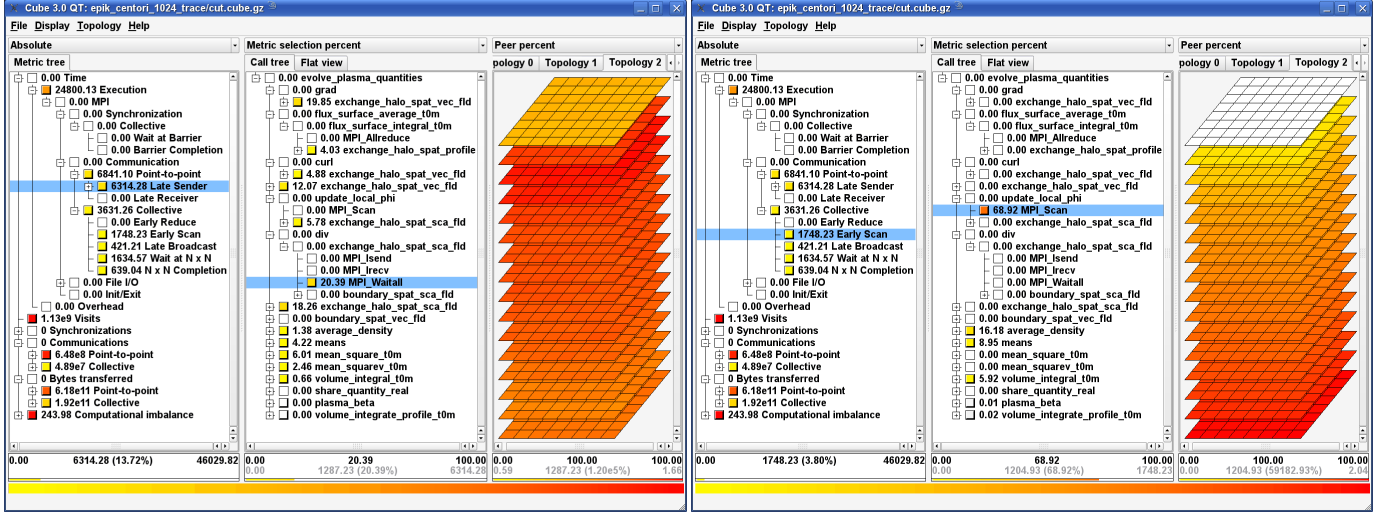 Cube 3.0 QT: epik_centori_1024_trace/cut.cube.gz
File Display Topology Help
Absolute
Metric tree
0.00 Time
24800.13 Execution
0.00 MPI
0.00 Synchronization
0.00 Collective
0.00 Wait at Barrier
0.00 Barrier Completion
0.00 Communication
6841.10 Point-to-point
6314.28 Late Sender
0.00 Late Receiver
3631.26 Collective
0.00 Early Reduce
1748.23 Early Scan
421.21 Late Broadcast
1634.57 Wait at N x N
639.04 N x N Completion
0.00 File I/O
0.00 Init/Exit
0.00 Overhead
1.13e9 Visits
0 Synchronizations
0 Communications
6.48e8 Point-to-point
4.89e7 Collective
0 Bytes transferred
6.18e11 Point-to-point
1.92e11 Collective
243.98 Computational imbalance
0.00 6314.28 (13.72%) 46029.82
Metric selection percent
Call tree Flat view
0.00 evolve_plasma_quantities
0.00 grad
19.85 exchange_halo_spat_vec_fld
0.00 flux_surface_average_t0m
0.00 flux_surface_integral_t0m
0.00 MPI_Allreduce
4.03 exchange_halo_spat_profile
0.00 curl
4.88 exchange_halo_spat_vec_fld
12.07 exchange_halo_spat_vec_fld
0.00 update_local_phi
0.00 MPI_Scan
5.78 exchange_halo_spat_sca_fld
0.00 div
0.00 exchange_halo_spat_sca_fld
0.00 MPI_Isend
0.00 MPI_Irecv
20.39 MPI_Waitall
0.00 boundary_spat_sca_fld
18.26 exchange_halo_spat_sca_fld
0.00 boundary_spat_vec_fld
1.38 average_density
4.22 means
6.01 mean_square_t0m
2.46 mean_squarev_t0m
0.66 volume_integral_t0m
0.00 share_quantity_real
0.00 plasma_beta
0.00 volume_integrate_profile_t0m
0.00 20.39 100.00
0.00 1287.23 (20.39%) 6314.28
Peer percent
pology 0 Topology 1 Topology 2
0.00 100.00 100.00
0.59 1287.23 (1.20e5%) 1.66
Cube 3.0 QT: epik_centori_1024_trace/cut.cube.gz
File Display Topology Help
Absolute
Metric tree
0.00 Time
24800.13 Execution
0.00 MPI
0.00 Synchronization
0.00 Collective
0.00 Wait at Barrier
0.00 Barrier Completion
0.00 Communication
6841.10 Point-to-point
6314.28 Late Sender
0.00 Late Receiver
3631.26 Collective
0.00 Early Reduce
1748.23 Early Scan
421.21 Late Broadcast
1634.57 Wait at N x N
639.04 N x N Completion
0.00 File I/O
0.00 Init/Exit
0.00 Overhead
1.13e9 Visits
0 Synchronizations
0 Communications
6.48e8 Point-to-point
4.89e7 Collective
0 Bytes transferred
6.18e11 Point-to-point
1.92e11 Collective
243.98 Computational imbalance
0.00 1748.23 (3.80%) 46029.82
Metric selection percent
Call tree Flat view
0.00 evolve_plasma_quantities
0.00 grad
0.00 exchange_halo_spat_vec_fld
0.00 flux_surface_average_t0m
0.00 flux_surface_integral_t0m
0.00 MPI_Allreduce
0.00 exchange_halo_spat_profile
0.00 curl
0.00 exchange_halo_spat_vec_fld
0.00 exchange_halo_spat_vec_fld
0.00 update_local_phi
68.92 MPI_Scan
0.00 exchange_halo_spat_sca_fld
0.00 div
0.00 exchange_halo_spat_sca_fld
0.00 MPI_Isend
0.00 MPI_Irecv
0.00 MPI_Waitall
0.00 boundary_spat_sca_fld
0.00 exchange_halo_spat_sca_fld
0.00 boundary_spat_vec_fld
16.18 average_density
8.95 means
0.00 mean_square_t0m
0.00 mean_squarev_t0m
5.92 volume_integral_t0m
0.00 share_quantity_real
0.01 plasma_beta
0.02 volume_integrate_profile_t0m
0.00 68.92 100.00
0.00 1204.93 (68.92%) 1748.23
Peer percent
pology 0 Topology 1 Topology 2
0.00 100.00 100.00
0.00 1204.93 (59182.93%) 2.04